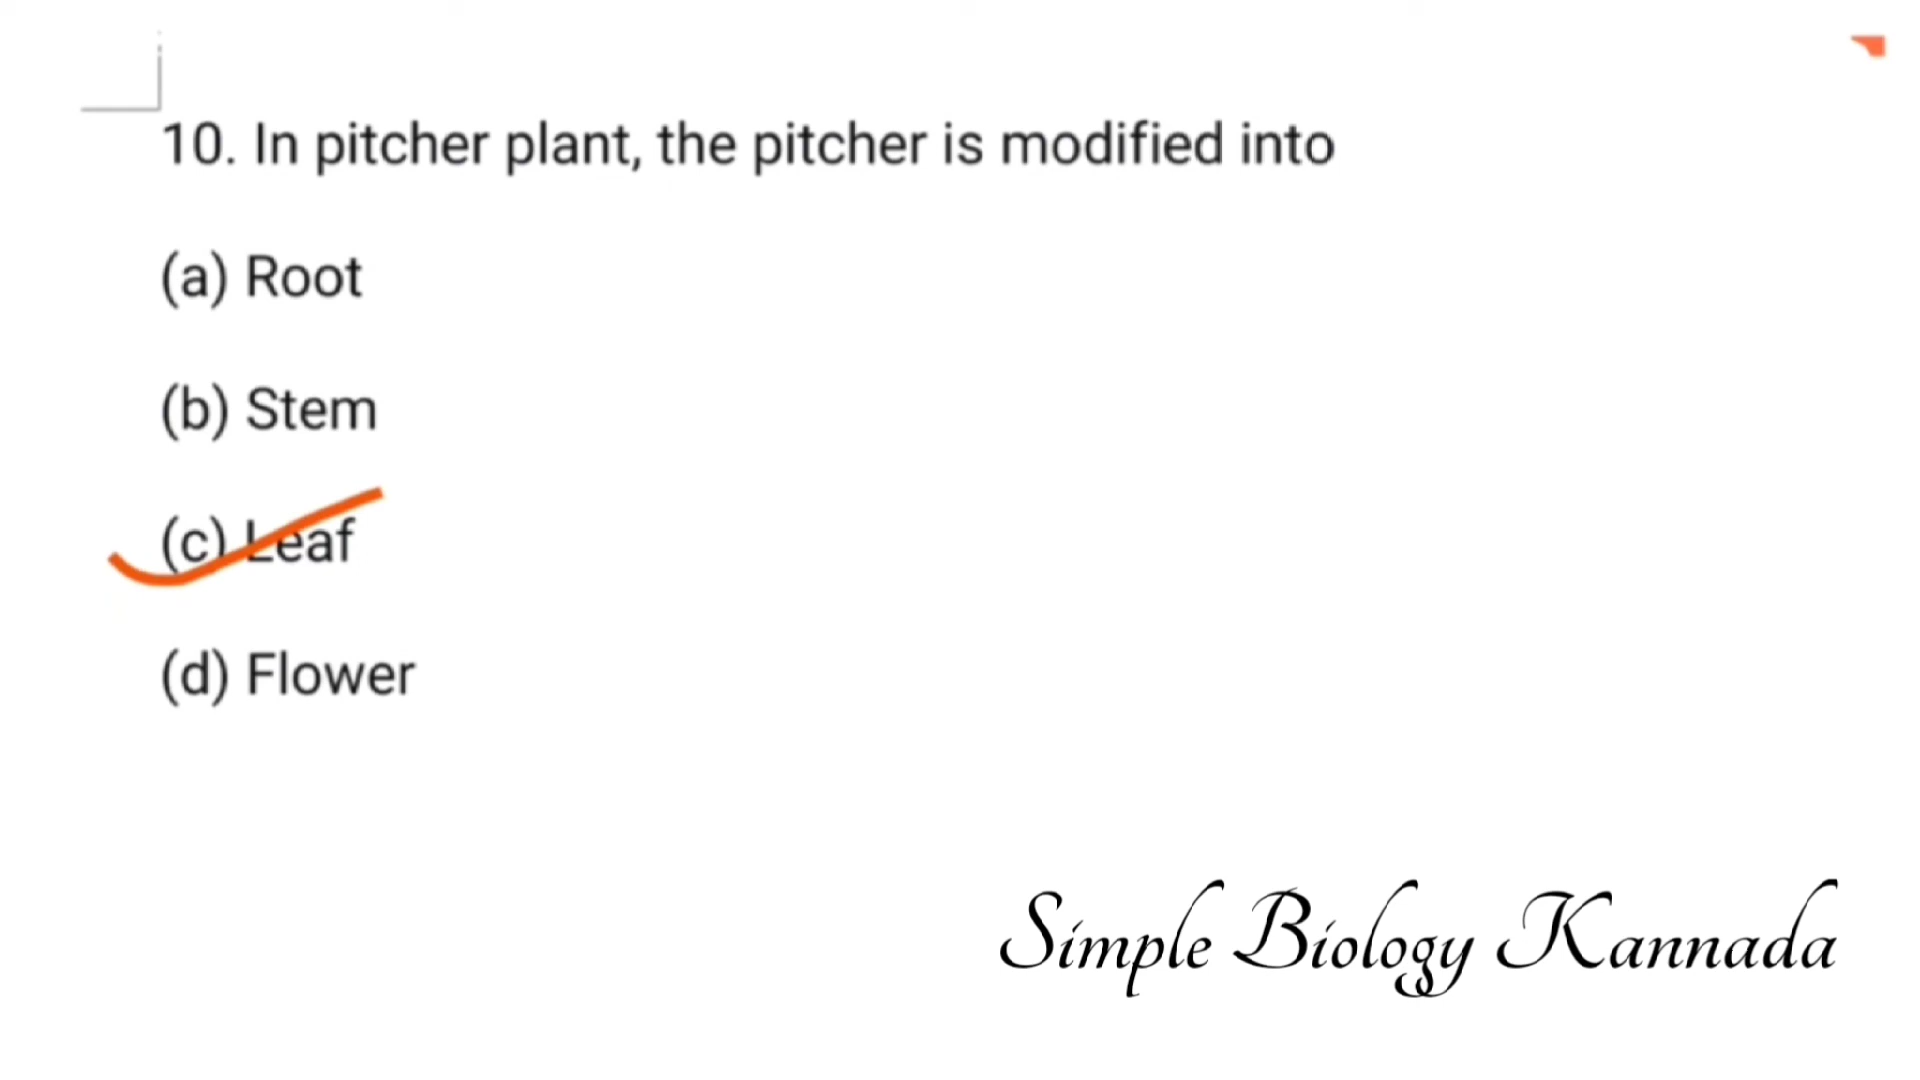 10. In pitcher plant, the pitcher is modified into
(a) Root
(b) Stem
(c) Leaf
(d) Flower
Simple Biology Kannada